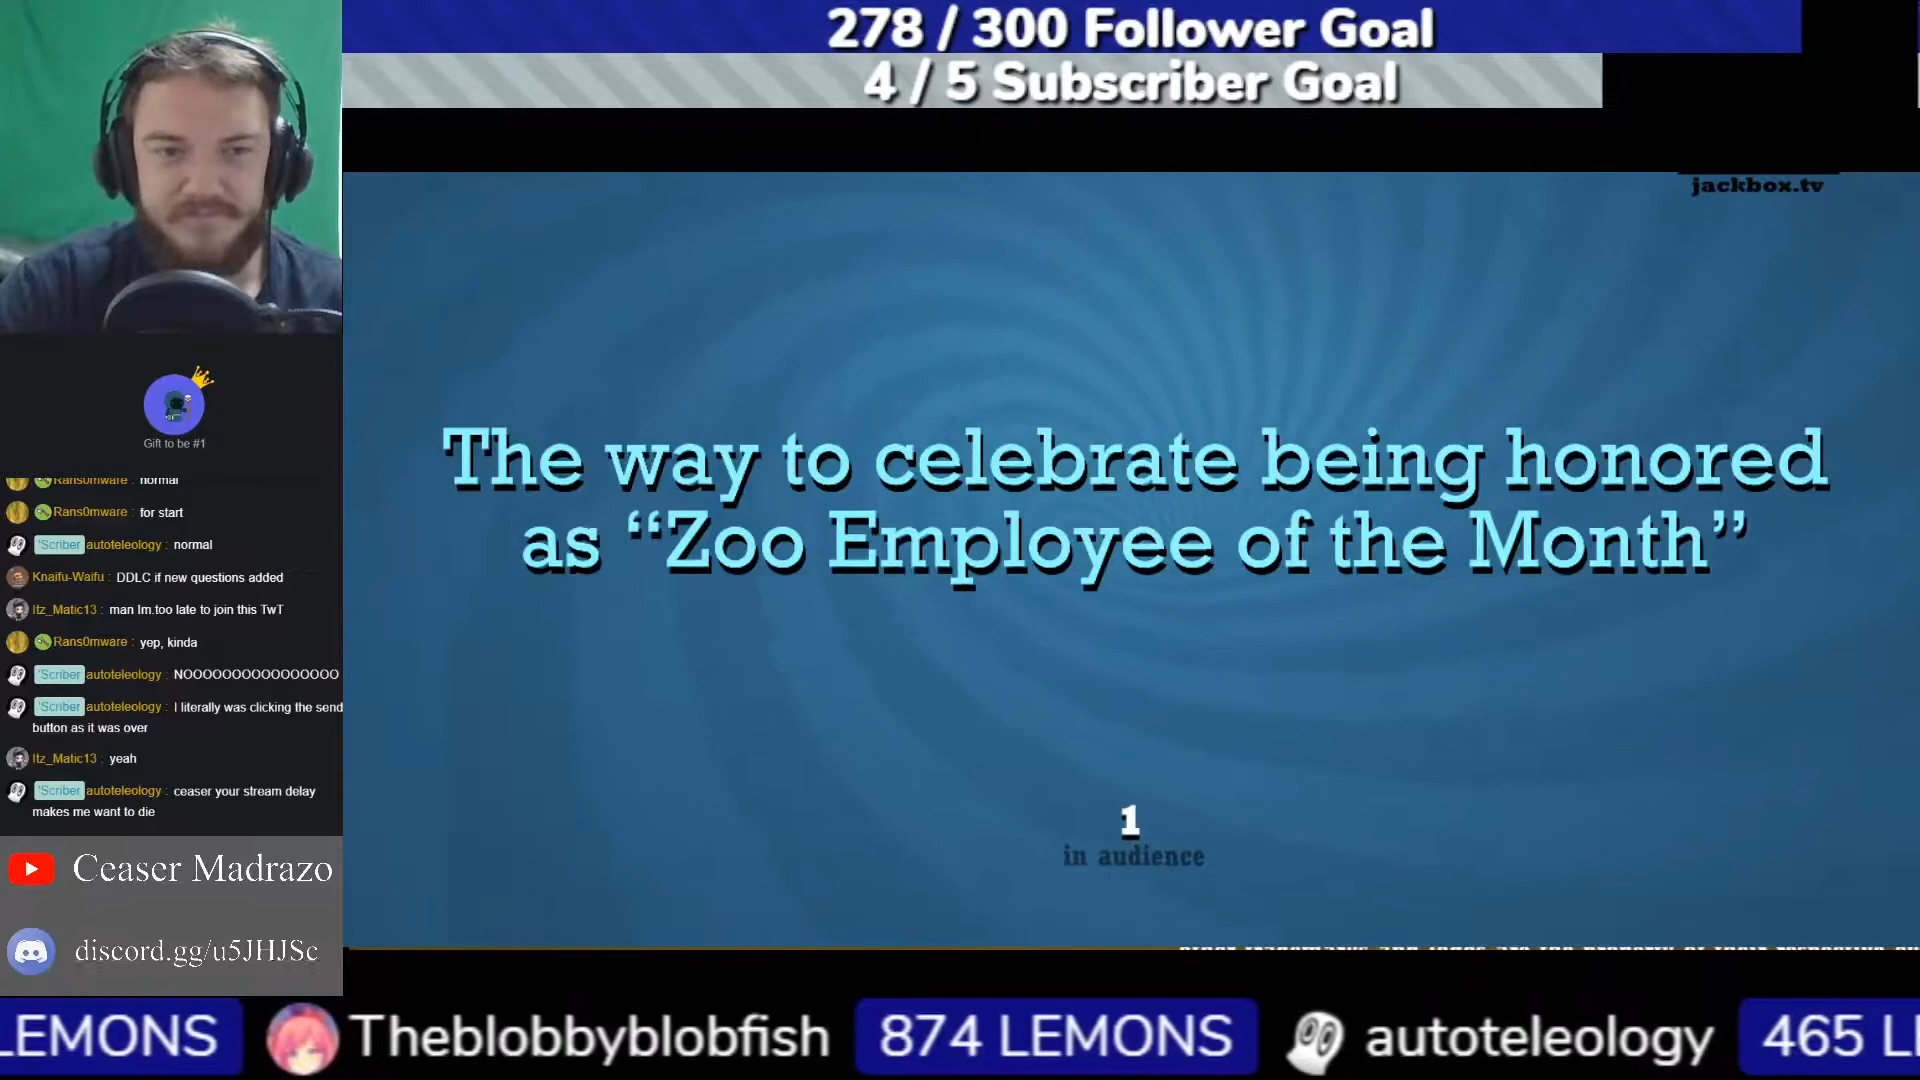 278 / 300 Follower Goal
4 / 5 Subscriber Goal
jackbox.tv
The way to celebrate being honored
as “Zoo Employee of the Month”
1
in audience
Gift to be #1
Rans0mware : normal
Rans0mware : for start
'Scriber autoteleology : normal
Knaifu-Waifu : DDLC if new questions added
Itz_Matic13 : man Im.too late to join this TwT
Rans0mware : yep, kinda
'Scriber autoteleology : NOOOOOOOOOOOOOOOO
'Scriber autoteleology : I literally was clicking the send
button as it was over
Itz_Matic13 : yeah
'Scriber autoteleology : ceaser your stream delay
makes me want to die
Ceaser Madrazo
discord.gg/u5JHJSc
LEMONS Theblobbyblobfish 874 LEMONS autoteleology 465